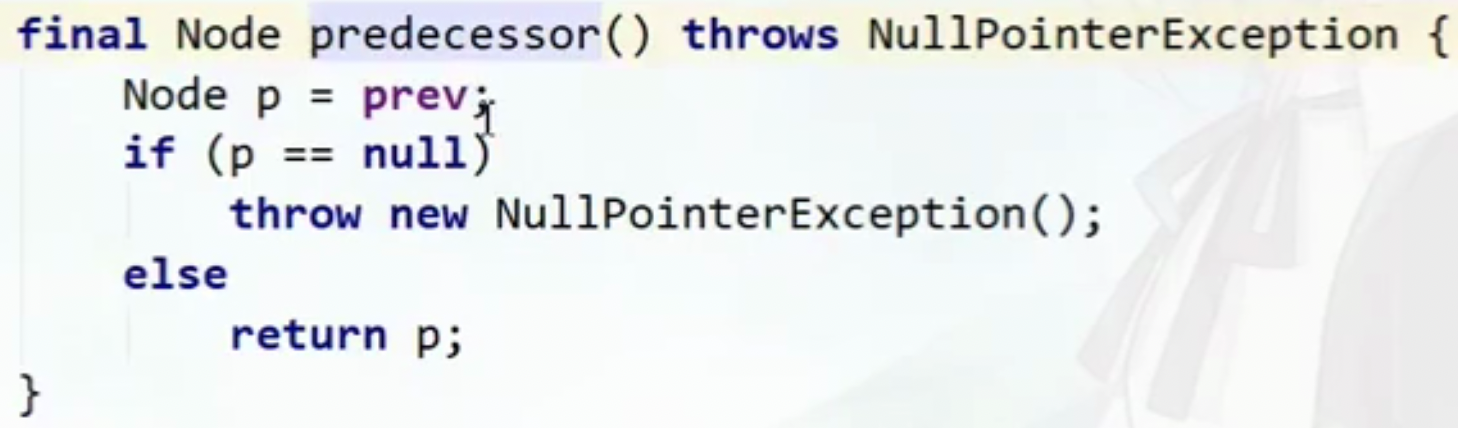 final Node predecessor() throws NullPointerException {
    Node p = prev;
    if (p == null)
        throw new NullPointerException();
    else
        return p;
}